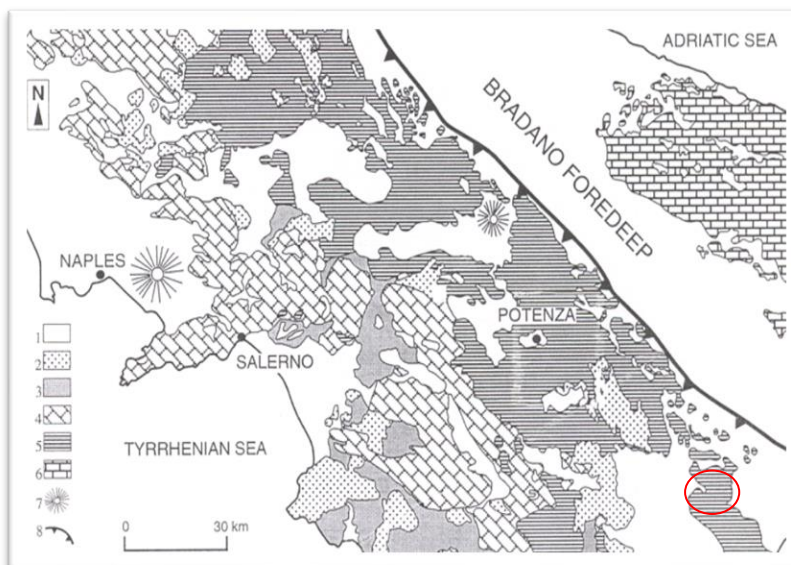 ADRIATIC SEA
N
BRADANO FOREDEEP
NAPLES
POTENZA
SALERNO
TYRRHENIAN SEA
1
2
3
4
5
6
7
8
0 30 km